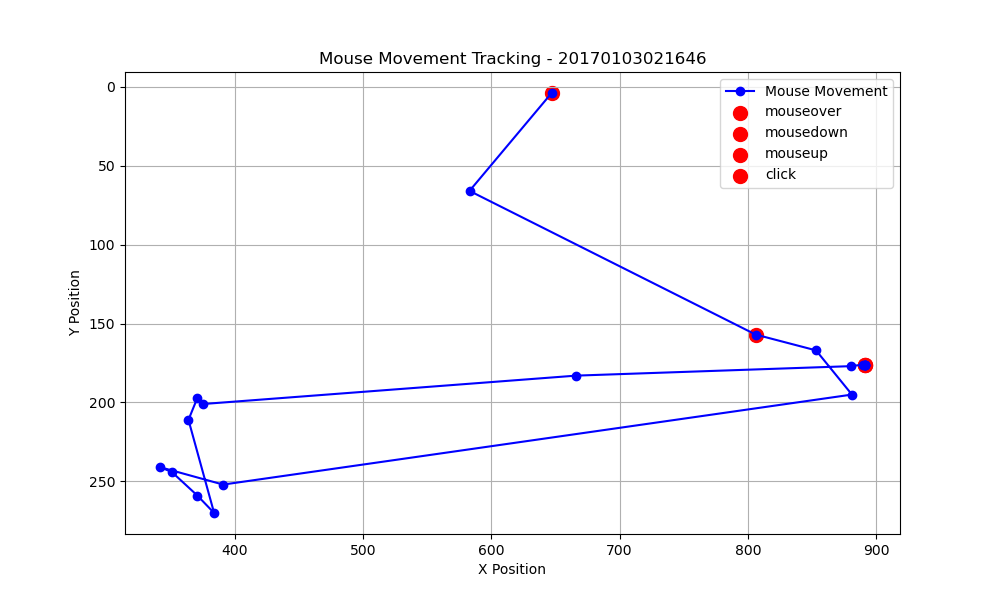 Mouse Movement Tracking - 20170103021646
Mouse Movement
mouseover
mousedown
mouseup
click
0
50
100
150
200
250
Y Position
400 500 600 700 800 900
X Position